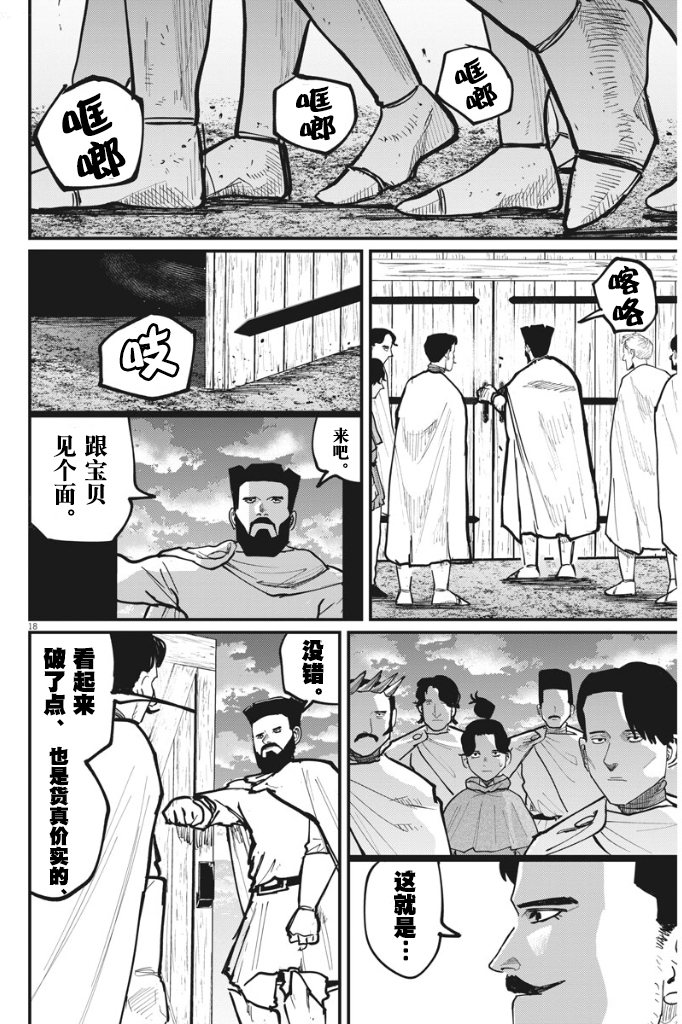 哐
啷
哐
啷
哐
啷
喀
咯
吱
来吧。
跟宝贝
见个面。
这就是…
没错。
看起来
破了点、
也是货真价实的、
18